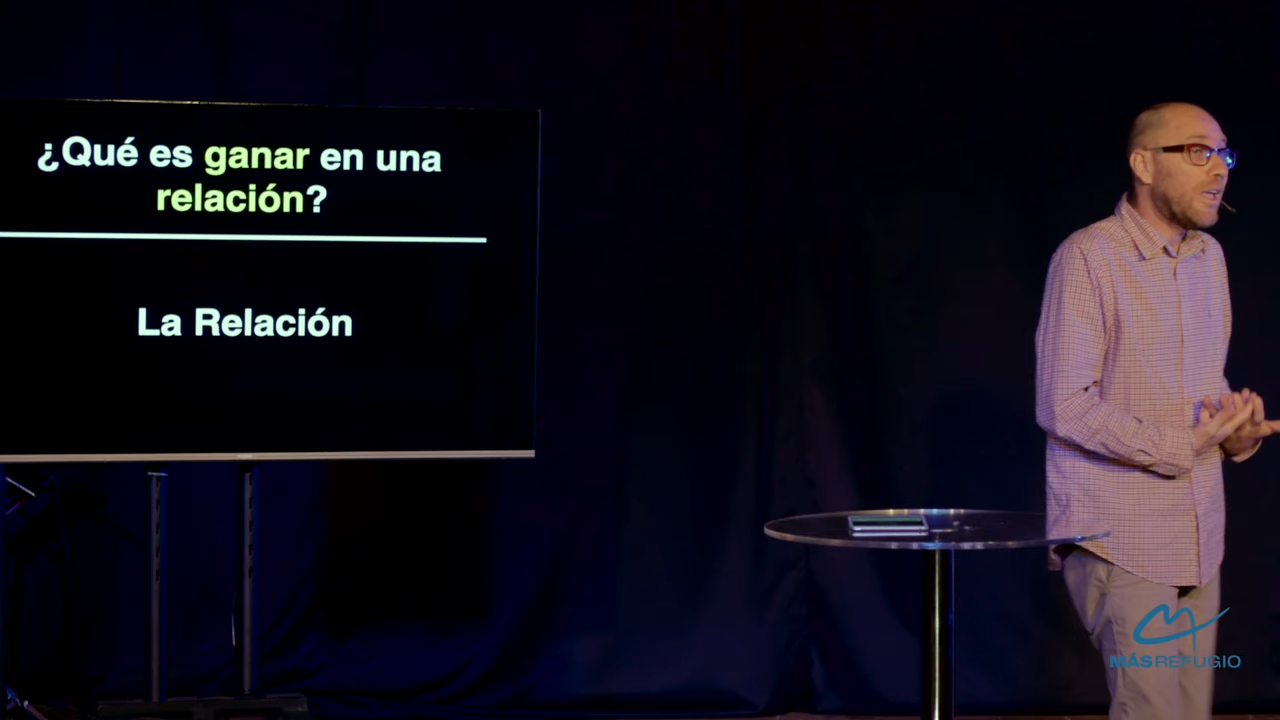 ¿Qué es ganar en una
relación?
La Relación
MÁSREFUGIO